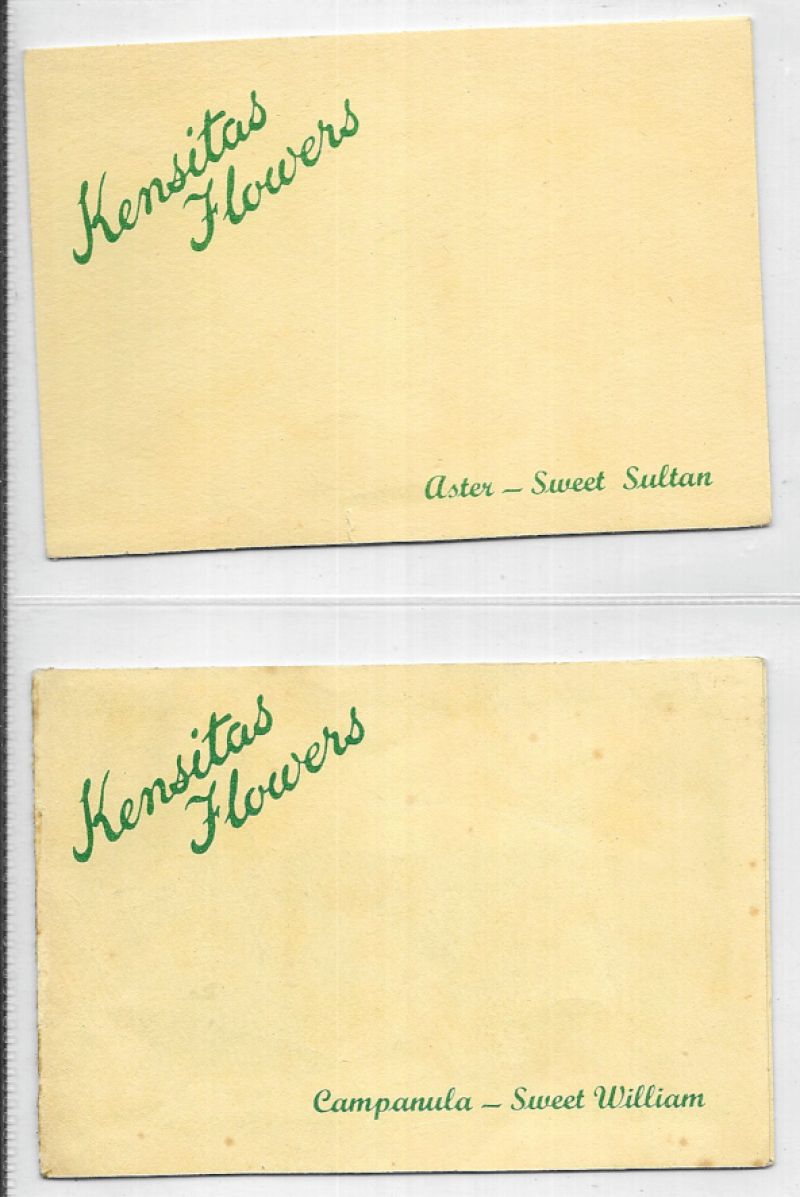 Kensitas
Flowers
Aster – Sweet Sultan
Kensitas
Flowers
Campanula – Sweet William